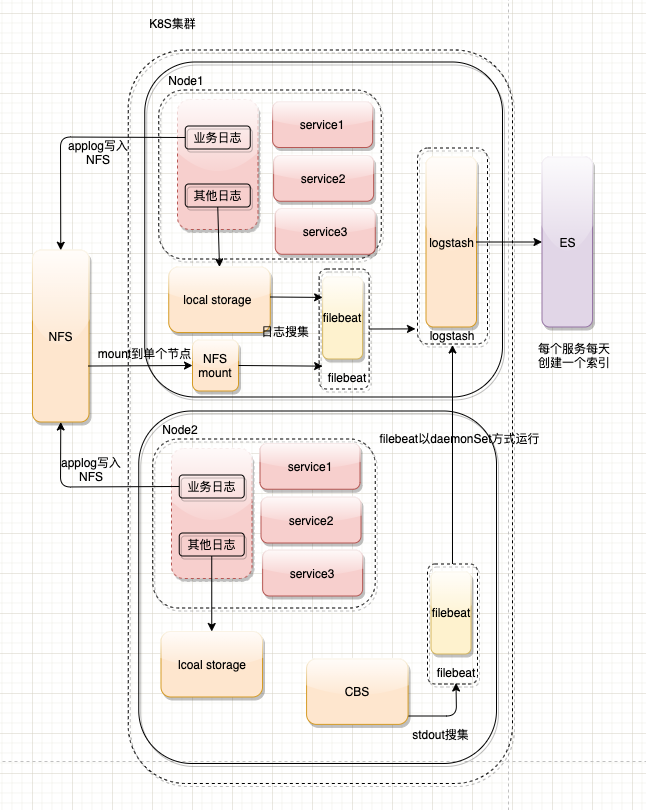 K8S集群
Node1
业务日志
service1
applog写入
NFS
service2
其他日志
service3
logstash
ES
local storage
filebeat
日志搜集
logstash
NFS
mount到单个节点
NFS
mount
filebeat
每个服务每天
创建一个索引
Node2
filebeat以daemonSet方式运行
service1
applog写入
NFS
业务日志
service2
其他日志
service3
filebeat
lcoal storage
filebeat
CBS
stdout搜集